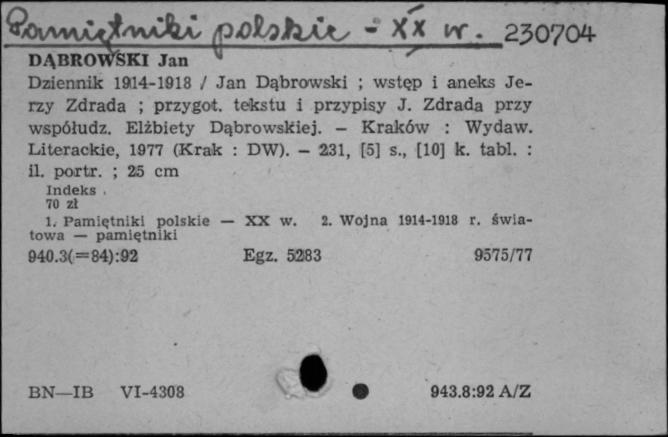 Pamiętniki polskie - XX w. 230704
DĄBROWSKI Jan
Dziennik 1914-1918 / Jan Dąbrowski ; wstęp i aneks Je-
rzy Zdrada ; przygot. tekstu i przypisy J. Zdrada przy
współudz. Elżbiety Dąbrowskiej. — Kraków : Wydaw.
Literackie, 1977 (Krak : DW). — 231, [5] s., [10] k. tabl. :
il. portr. ; 25 cm
Indeks
70 zł
1. Pamiętniki polskie — XX w. 2. Wojna 1914-1918 r. świa-
towa — pamiętniki
940.3(=84):92 Egz. 5283 9575/77
BN—IB VI-4308 943.8:92 A/Z